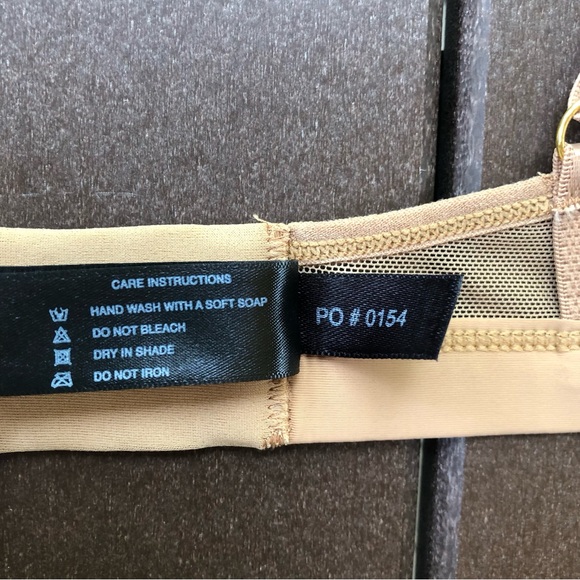 CARE INSTRUCTIONS
HAND WASH WITH A SOFT SOAP
DO NOT BLEACH
DRY IN SHADE
DO NOT IRON
PO # 0154